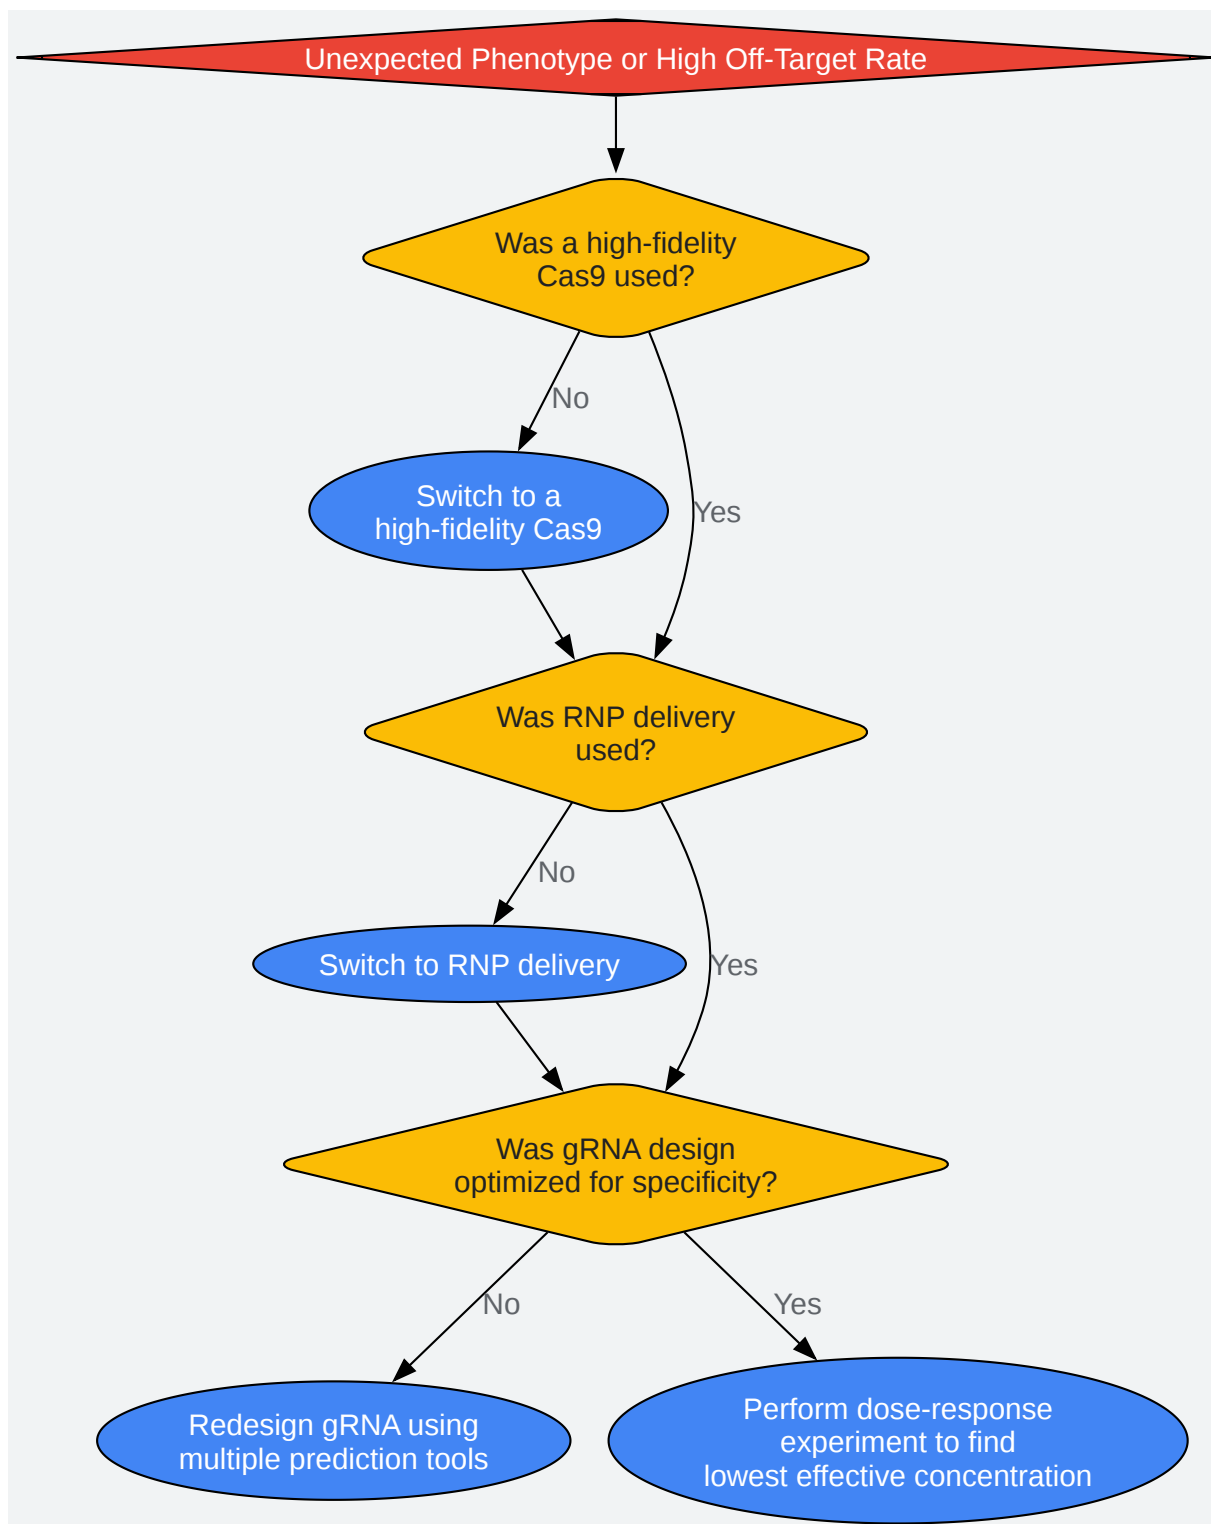 Unexpected Phenotype or High Off-Target Rate
Was a high-fidelity
Cas9 used?
No
Switch to a
high-fidelity Cas9
Yes
Was RNP delivery
used?
No
Switch to RNP delivery
Yes
Was gRNA design
optimized for specificity?
No
Yes
Redesign gRNA using
multiple prediction tools
Perform dose-response
experiment to find
lowest effective concentration